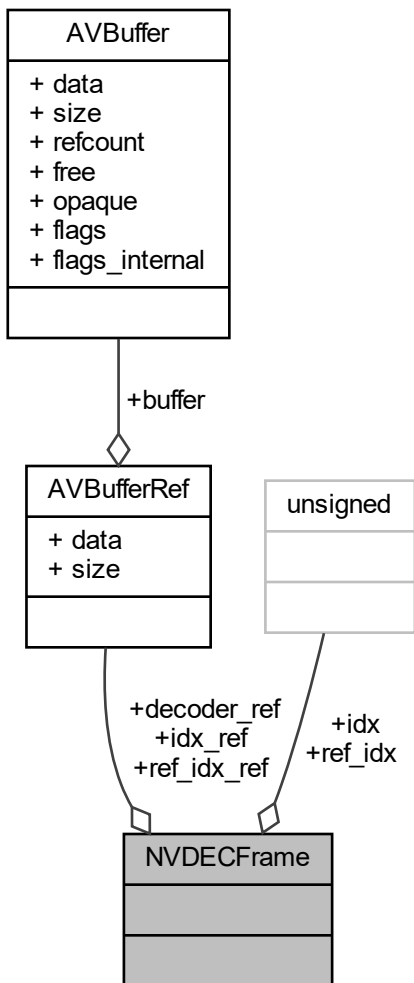 AVBuffer
+ data
+ size
+ refcount
+ free
+ opaque
+ flags
+ flags_internal
+buffer
AVBufferRef
+ data
+ size
unsigned
+decoder_ref
+idx_ref
+ref_idx_ref
+idx
+ref_idx
NVDECFrame